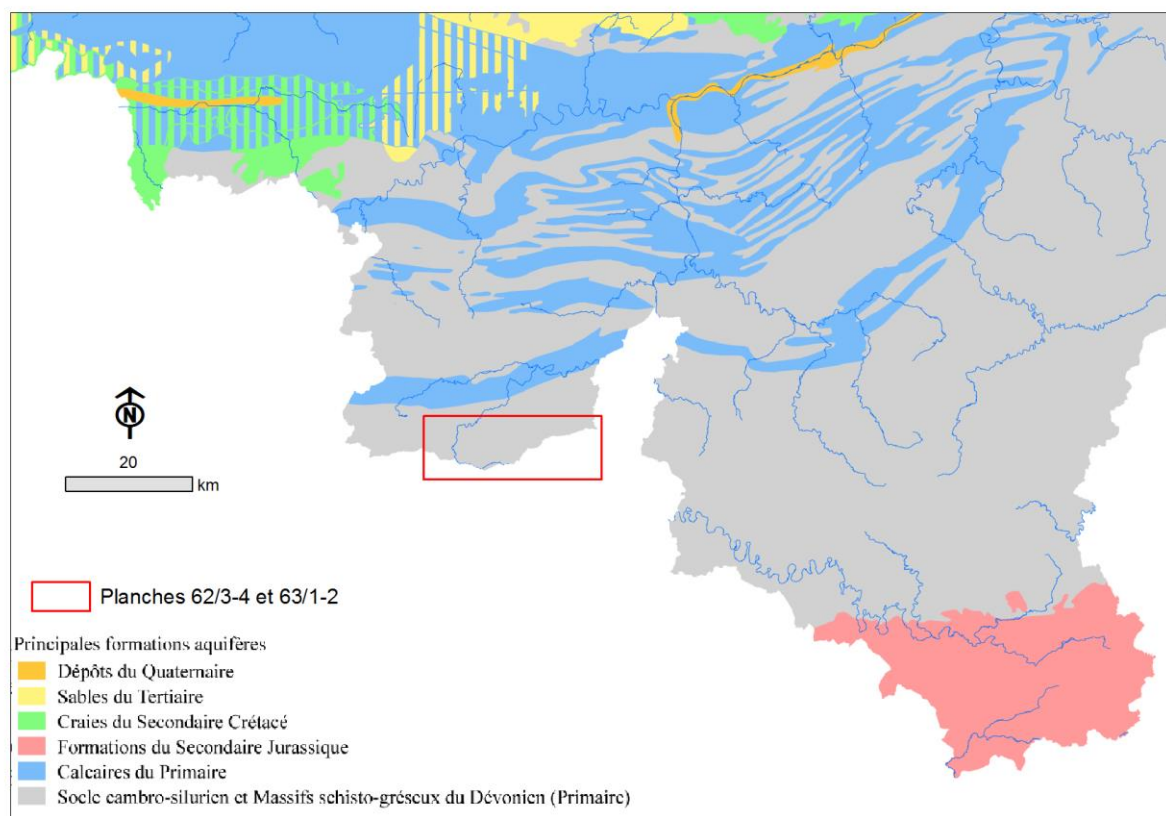 N
20
km
Planches 62/3-4 et 63/1-2
Principales formations aquifères
Dépôts du Quaternaire
Sables du Tertiaire
Craies du Secondaire Crétacé
Formations du Secondaire Jurassique
Calcaires du Primaire
Socle cambro-silurien et Massifs schisto-gréseux du Dévonien (Primaire)